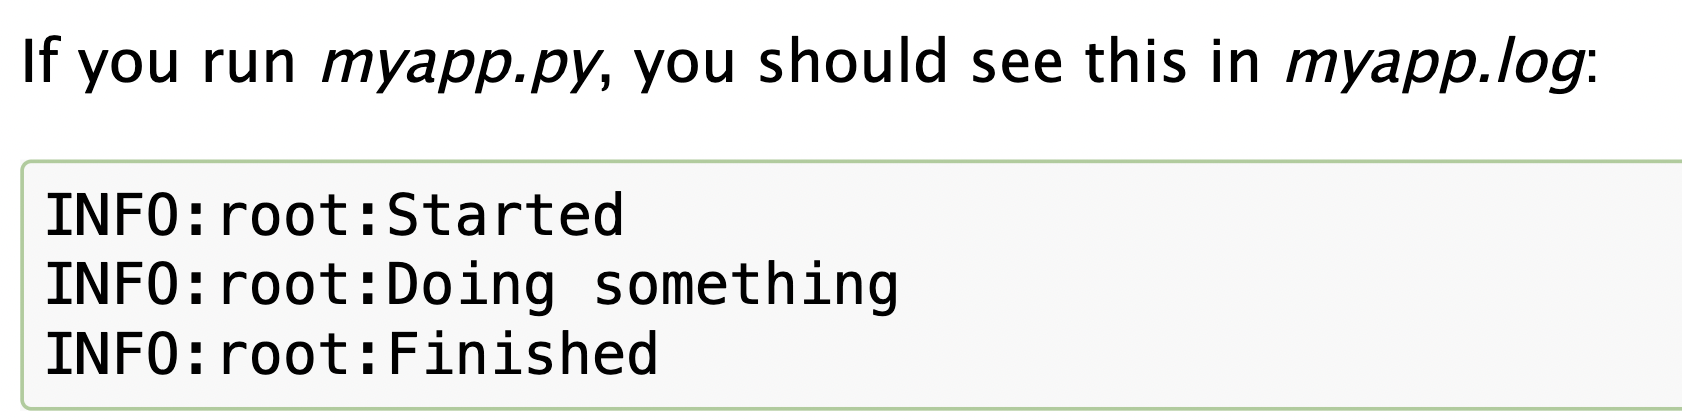 If you run myapp.py, you should see this in myapp.log:
INFO:root:Started
INFO:root:Doing something
INFO:root:Finished